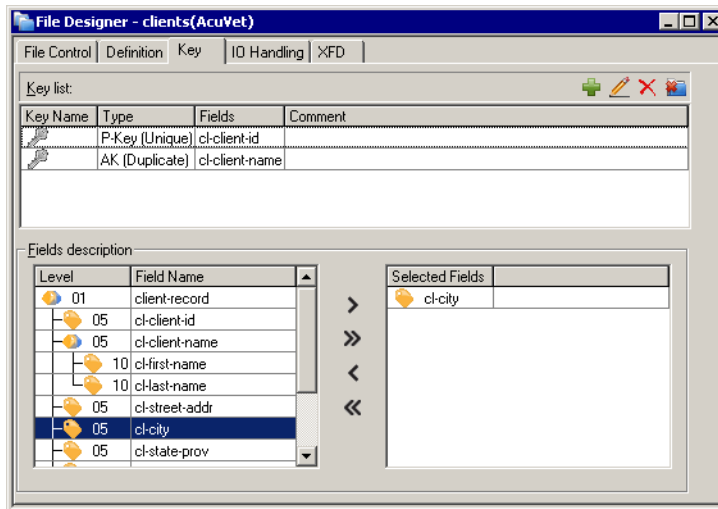 File Designer - clients(AcuVet)
File Control Definition Key IO Handling XFD
Key list:
Key Name Type Fields Comment
P-Key (Unique) cl-client-id
AK (Duplicate) cl-client-name
Fields description
Level Field Name Selected Fields
01 client-record cl-city
05 cl-client-id
05 cl-client-name
10 cl-first-name
10 cl-last-name
05 cl-street-addr
05 cl-city
05 cl-state-prov